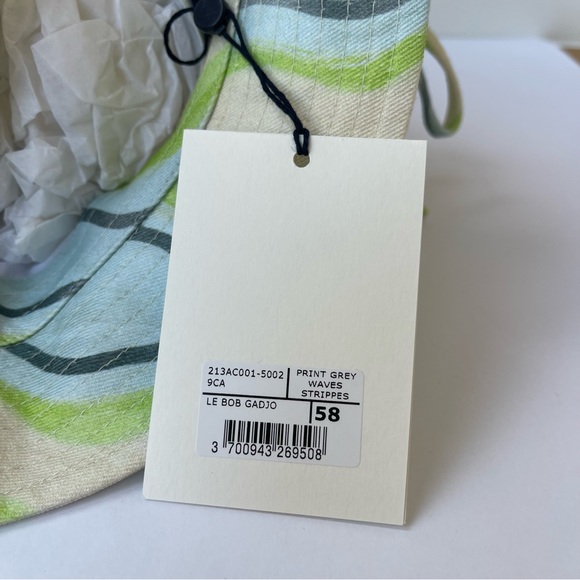 213AC001-5002
9CA
PRINT GREY
WAVES
STRIPPES
LE BOB GADJO
58
3 700943 269508